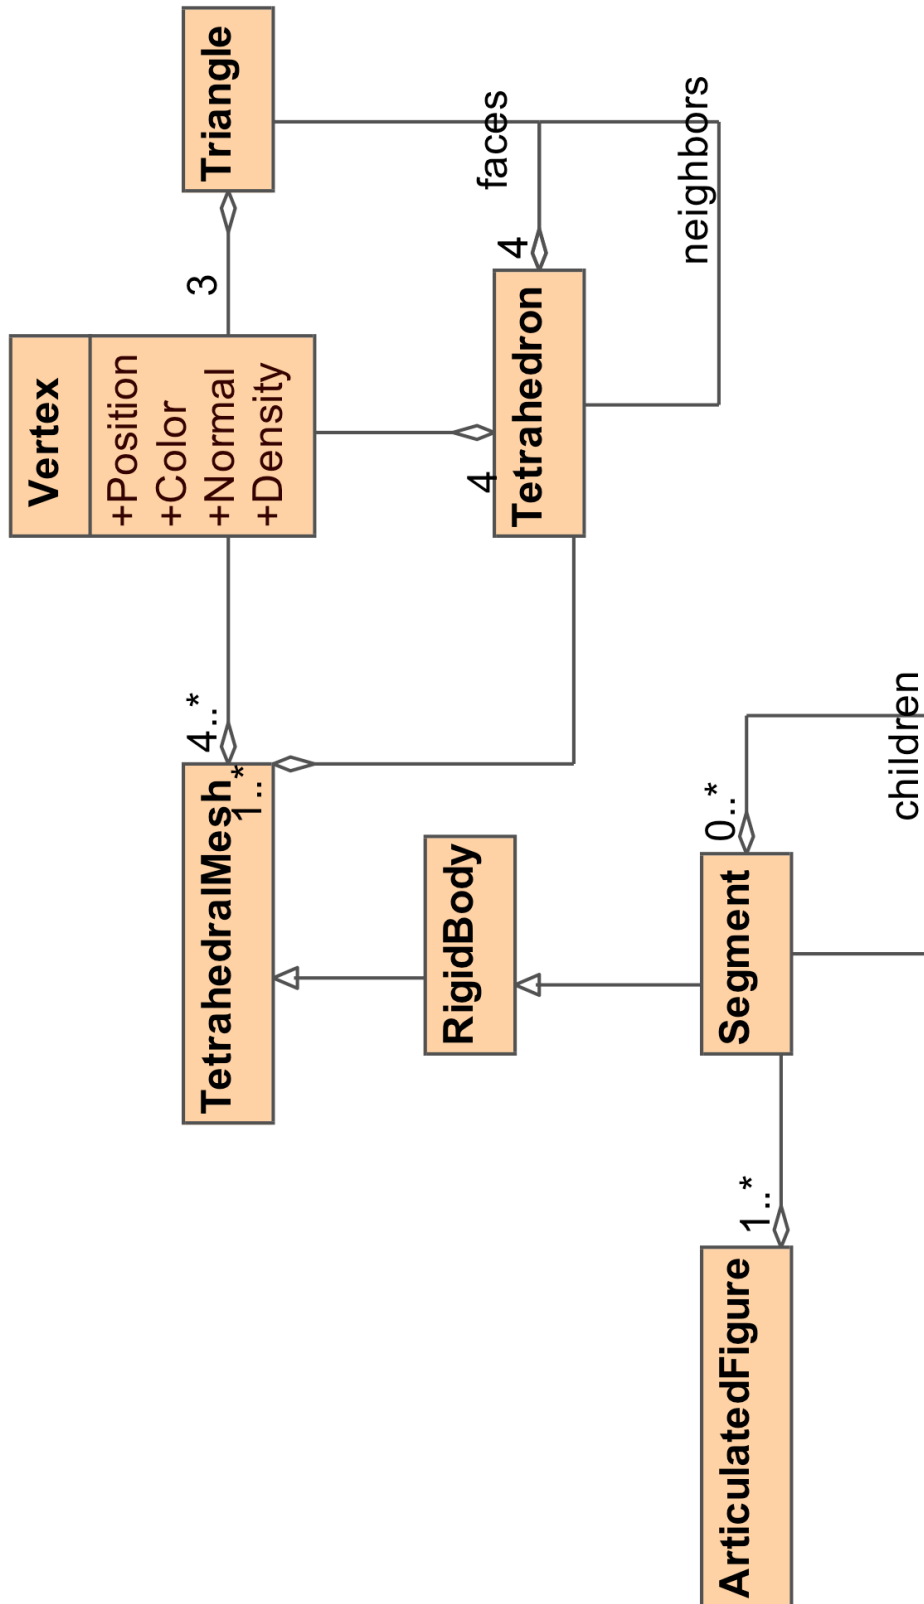 Vertex
+Position
+Color
+Normal
+Density
TetrahedralMesh
4..*
1..*
3
Triangle
RigidBody
Tetrahedron
4
4
faces
neighbors
ArticulatedFigure
1..*
Segment
0..*
children